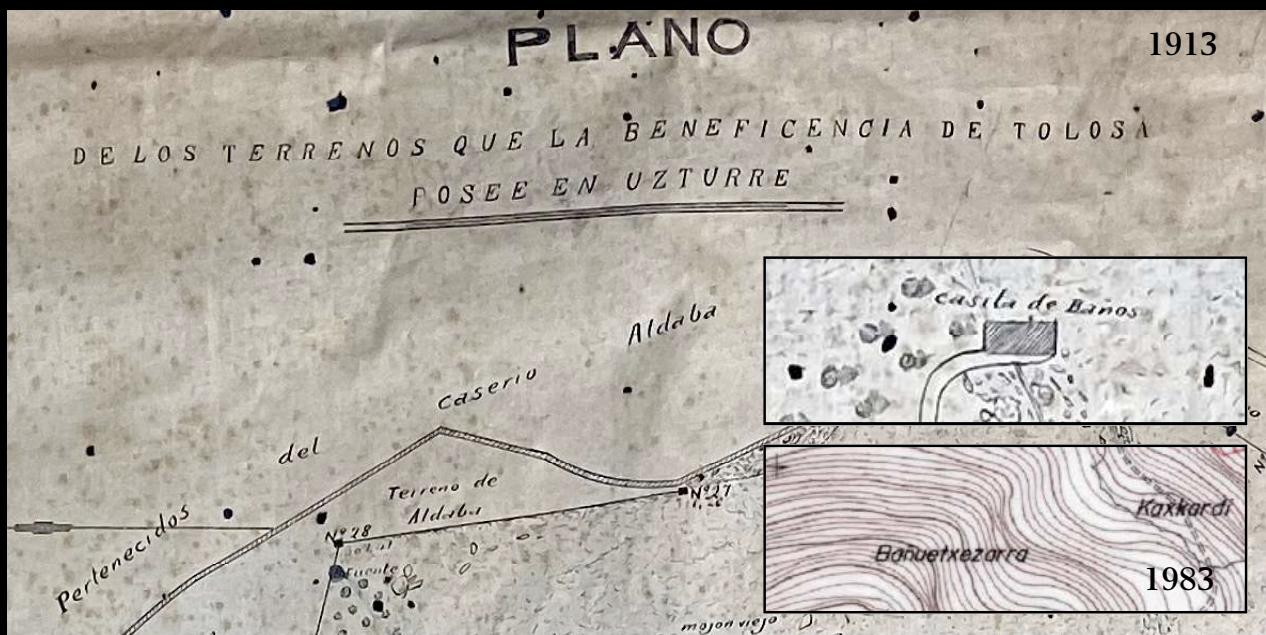 PLANO
1913
DE LOS TERRENOS QUE LA BENEFICENCIA DE TOLOSA
POSEE EN UZTURRE
casita de Baños
Pertenecidos del Caserio Aldaba
Terreno de
Aldaba
Nº 27
Nº 28
Fuente
Kaxkardi
Bañuetxezarra
1983
mojon viejo